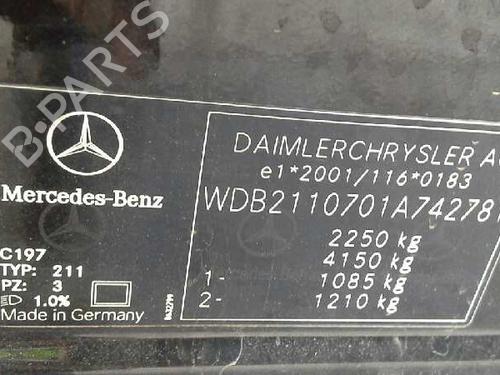 B-PARTS
Mercedes-Benz
C197
TYP: 211
PZ: 3
1.0%
Made in Germany
DAIMLERCHRYSLER
e1*2001/116*0183
WDB2110701A742781
2250 kg
4150 kg
1- 1085 kg
2- 1210 kg